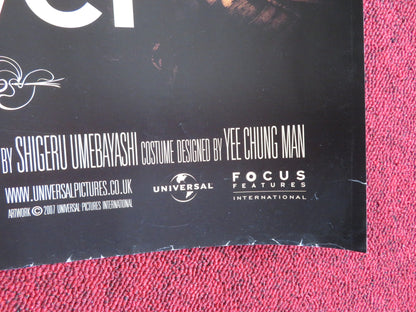 BY SHIGERU UMEBAYASHI COSTUME DESIGNED BY YEE CHUNG MAN
WWW.UNIVERSALPICTURES.CO.UK
ARTWORK © 2007 UNIVERSAL PICTURES INTERNATIONAL
UNIVERSAL
FOCUS
FEATURES
INTERNATIONAL